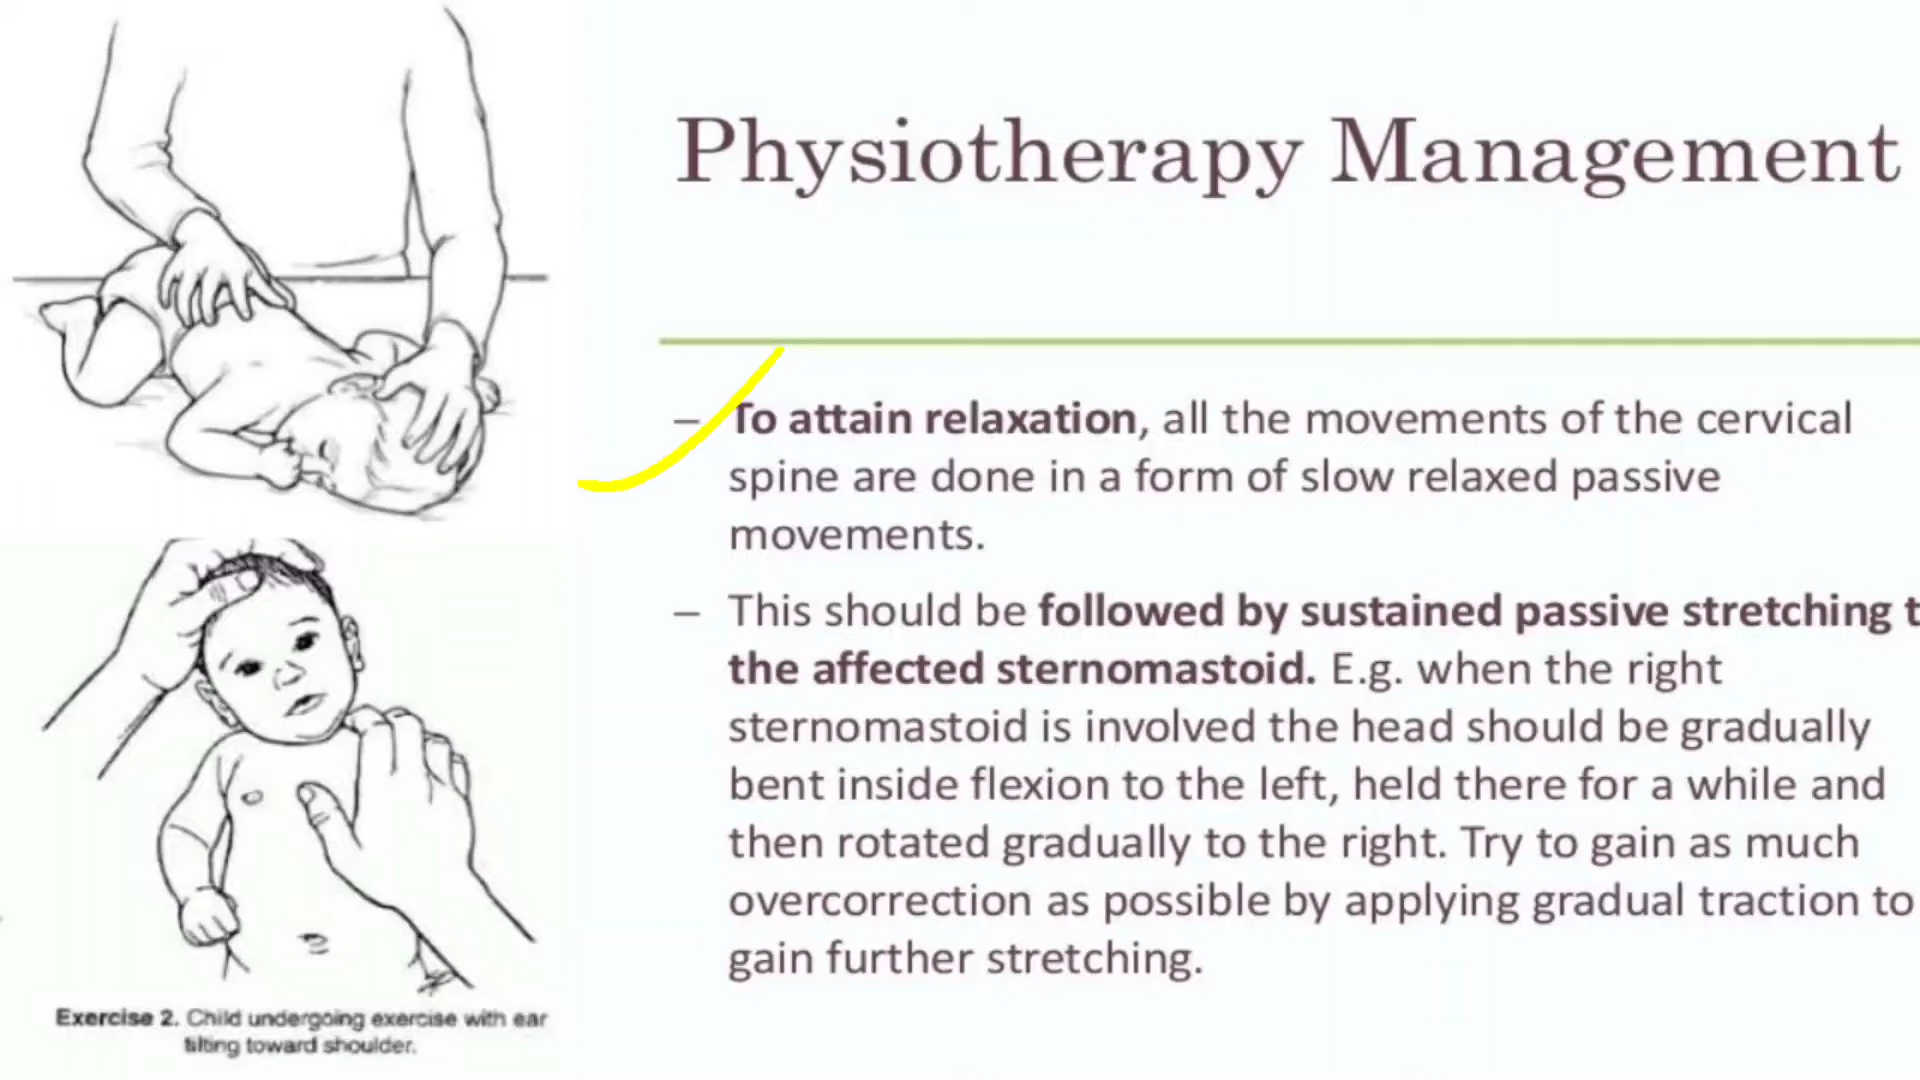 Physiotherapy Management
– To attain relaxation, all the movements of the cervical
spine are done in a form of slow relaxed passive
movements.
– This should be followed by sustained passive stretching t
the affected sternomastoid. E.g. when the right
sternomastoid is involved the head should be gradually
bent inside flexion to the left, held there for a while and
then rotated gradually to the right. Try to gain as much
overcorrection as possible by applying gradual traction to
gain further stretching.
Exercise 2. Child undergoing exercise with ear
tilting toward shoulder.